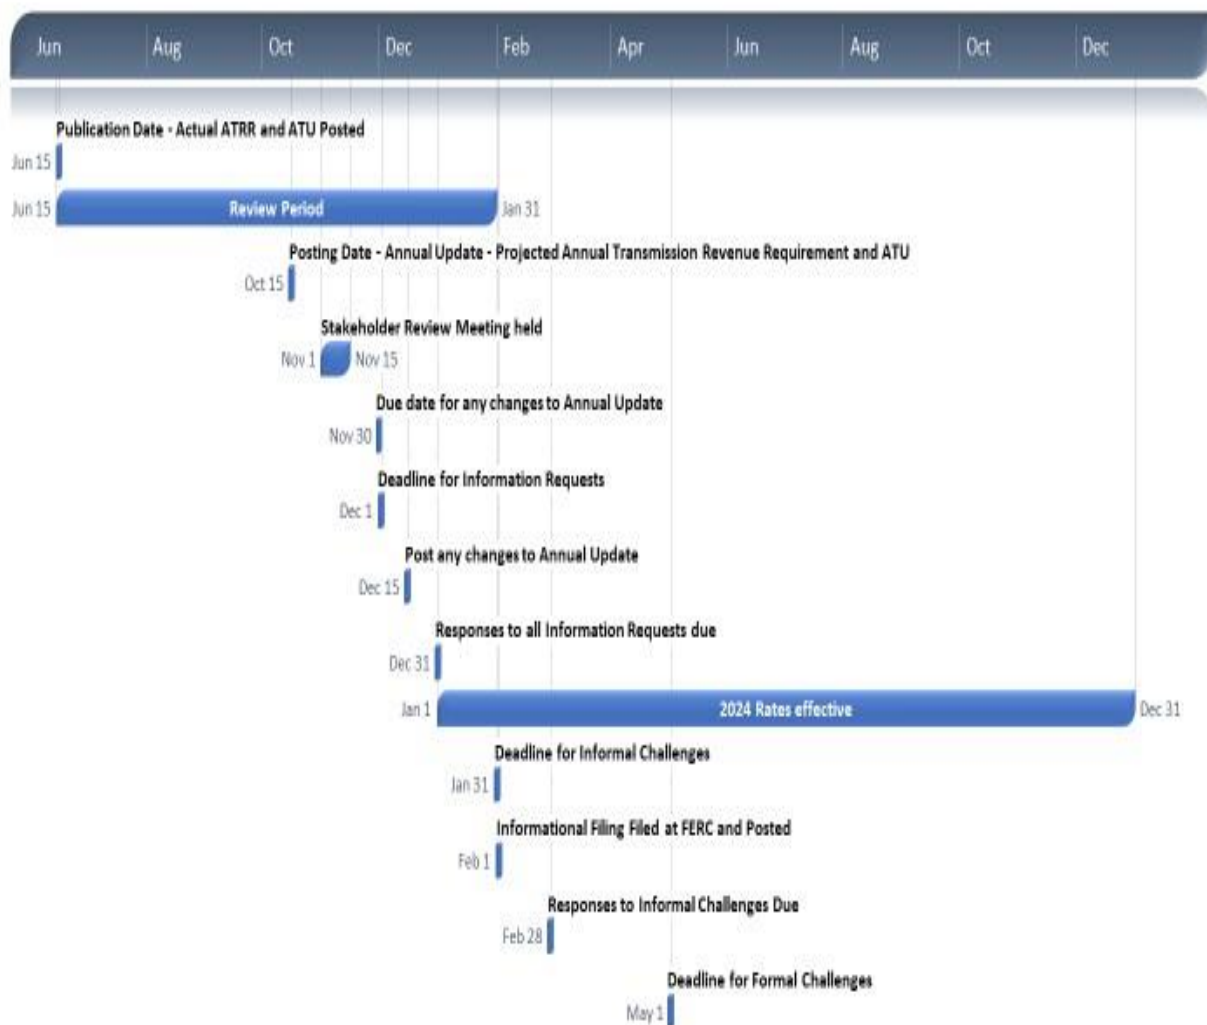 Jun Aug Oct Dec Feb Apr Jun Aug Oct Dec
Publication Date - Actual ATRR and ATU Posted
Jun 15
Jun 15 Review Period Jan 31
Posting Date - Annual Update - Projected Annual Transmission Revenue Requirement and ATU
Oct 15
Stakeholder Review Meeting held
Nov 1 Nov 15
Due date for any changes to Annual Update
Nov 30
Deadline for Information Requests
Dec 1
Post any changes to Annual Update
Dec 15
Responses to all Information Requests due
Dec 31
Jan 1 2024 Rates effective Dec 31
Deadline for Informal Challenges
Jan 31
Informational Filing Filed at FERC and Posted
Feb 1
Responses to Informal Challenges Due
Feb 28
Deadline for Formal Challenges
May 1